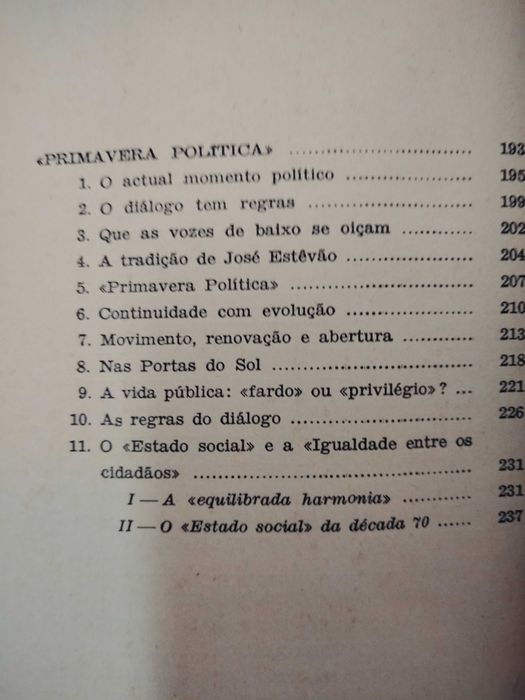 «PRIMAVERA POLITICA» ............................... 193
1. O actual momento político ..................... 195
2. O diálogo tem regras ........................... 199
3. Que as vozes de baixo se oiçam ............ 202
4. A tradição de José Estêvão ..................... 204
5. «Primavera Política» .............................. 207
6. Continuidade com evolução ..................... 210
7. Movimento, renovação e abertura ............ 213
8. Nas Portas do Sol ................................. 218
9. A vida pública: «fardo» ou «privilégio»? ... 221
10. As regras do diálogo .............................. 226
11. O «Estado social» e a «Igualdade entre os
cidadãos» .............................................. 231
I — A «equilibrada harmonia» ............ 231
II — O «Estado social» da década 70 ...... 237